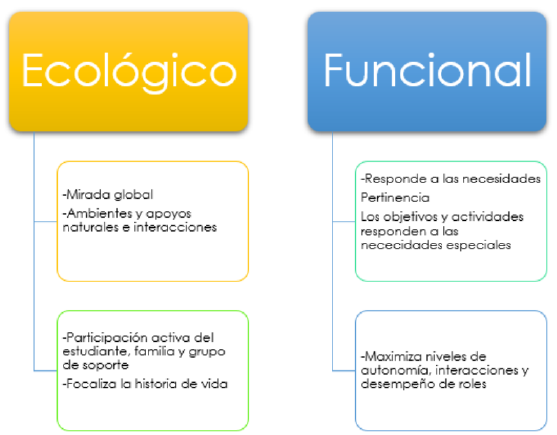 Ecológico
-Mirada global
-Ambientes y apoyos
naturales e interacciones
-Participación activa del
estudiante, familia y grupo
de soporte
-Focaliza la historia de vida
Funcional
-Responde a las necesidades
Pertinencia
Los objetivos y actividades
responden a las
nececidades especiales
-Maximiza niveles de
autonomía, interacciones y
desempeño de roles